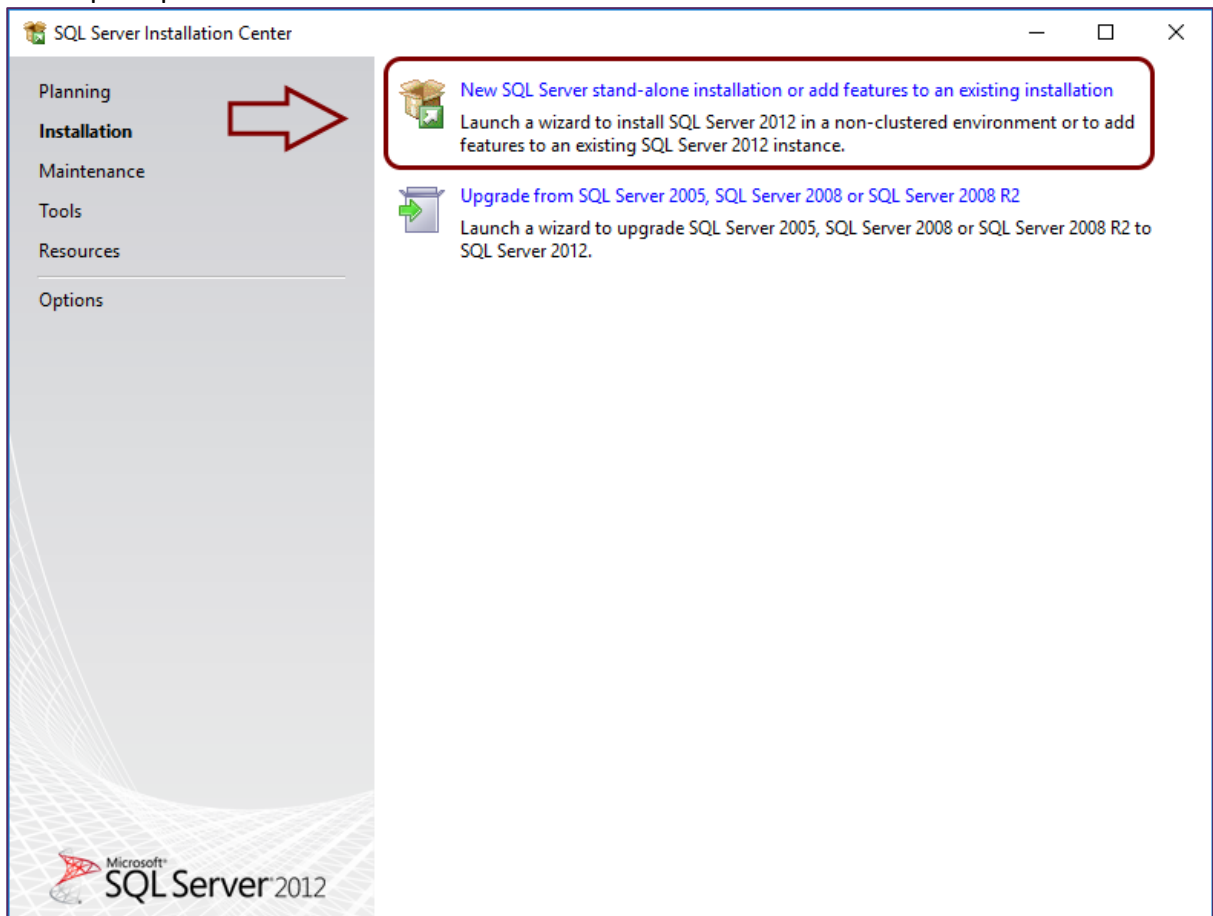 SQL Server Installation Center
Planning
Installation
Maintenance
Tools
Resources
Options
New SQL Server stand-alone installation or add features to an existing installation
Launch a wizard to install SQL Server 2012 in a non-clustered environment or to add
features to an existing SQL Server 2012 instance.
Upgrade from SQL Server 2005, SQL Server 2008 or SQL Server 2008 R2
Launch a wizard to upgrade SQL Server 2005, SQL Server 2008 or SQL Server 2008 R2 to
SQL Server 2012.
Microsoft®
SQL Server® 2012